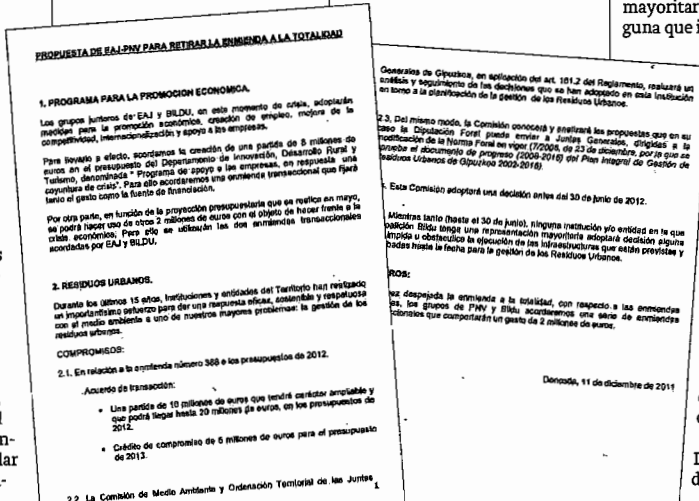 mayoritar
guna que i
PROPUESTA DE EAJ-PNV PARA RETIRAR LA ENMIENDA A LA TOTALIDAD
1. PROGRAMA PARA LA PROMOCION ECONOMICA.
Los grupos junteros de EAJ y BILDU, en este momento de crisis, adoptarán
medidas para la promoción económica, creación de empleo, mejora de la
competitividad, internacionalización y apoyo a las empresas.
Para llevarlo a efecto, acordamos la creación de una partida de 8 millones de
euros en el presupuesto del Departamento de Innovación, Desarrollo Rural y
Turismo, denominada " Programa de apoyo a las empresas, en respuesta una
coyuntura de crisis". Para ello acordaremos una enmienda transaccional que fijará
tanto el gasto como la fuente de financiación.
Por otra parte, en función de la proyección presupuestaria que se realice en mayo,
se podrá hacer uso de otros 2 millones de euros con el objeto de hacer frente a la
crisis económica. Para ello se utilizarán las dos enmiendas transaccionales
acordadas por EAJ y BILDU.
2. RESIDUOS URBANOS.
Durante los últimos 15 años, Instituciones y entidades del Territorio han realizado
un importantísimo esfuerzo para dar una respuesta eficaz, sostenible y respetuosa
con el medio ambiente a uno de nuestros mayores problemas: la gestión de los
residuos urbanos.
COMPROMISOS:
2.1. En relación a la enmienda número 388 a los presupuestos de 2012.
Acuerdo de transacción:
• Una partida de 10 millones de euros que tendrá carácter ampliable y
que podrá llegar hasta 20 millones de euros, en los presupuestos de
2012.
• Crédito de compromiso de 6 millones de euros para el presupuesto
de 2013.
2.2. La Comisión de Medio Ambiente y Ordenación Territorial de las Juntas
1
Generales de Gipuzkoa, en aplicación del art. 181.2 del Reglamento, realizará un
análisis y seguimiento de las decisiones que se han adoptado en esta Institución
en torno a la planificación de la gestión de los Residuos Urbanos.
2.3. Del mismo modo, la Comisión conocerá y analizará las propuestas que en su
caso la Diputación Foral puede enviar a Juntas Generales, dirigidas a la
modificación de la Norma Foral en vigor (7/2008, de 23 de diciembre, por la que se
prueba el documento de progreso (2008-2016) del Plan Integral de Gestión de
Residuos Urbanos de Gipuzkoa 2002-2016).
Esta Comisión adoptará una decisión antes del 30 de junio de 2012.
Mientras tanto (hasta el 30 de junio), ninguna institución y/o entidad en la que
oalición Bildu tenga una representación mayoritaria adoptará decisión alguna
impida u obstaculice la ejecución de las infraestructuras que están previstas y
badas hasta la fecha para la gestión de los Residuos Urbanos.
ROS:
ez despejada la enmienda a la totalidad, con respecto a las enmiendas
es, los grupos de PNV y Bildu acordaremos una serie de enmiendas
ccionales que comportarán un gasto de 2 millones de euros.
Donostia, 11 de diciembre de 2011
s
l
n-
lar
-
d